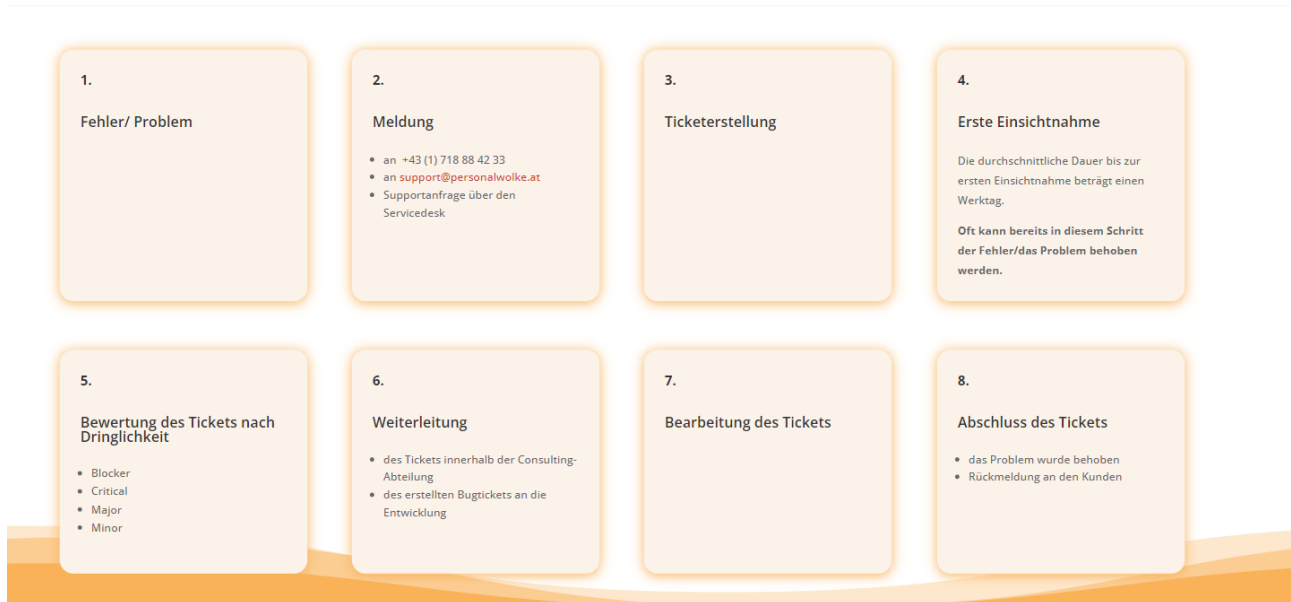 1.
Fehler/ Problem
2.
Meldung
an  +43 (1) 718 88 42 33
an support@personalwolke.at
Supportanfrage über den
Servicedesk
3.
Ticketerstellung
4.
Erste Einsichtnahme
Die durchschnittliche Dauer bis zur
ersten Einsichtnahme beträgt einen
Werktag.
Oft kann bereits in diesem Schritt
der Fehler/das Problem behoben
werden.
5.
Bewertung des Tickets nach
Dringlichkeit
Blocker
Critical
Major
Minor
6.
Weiterleitung
des Tickets innerhalb der Consulting-
Abteilung
des erstellten Bugtickets an die
Entwicklung
7.
Bearbeitung des Tickets
8.
Abschluss des Tickets
das Problem wurde behoben
Rückmeldung an den Kunden